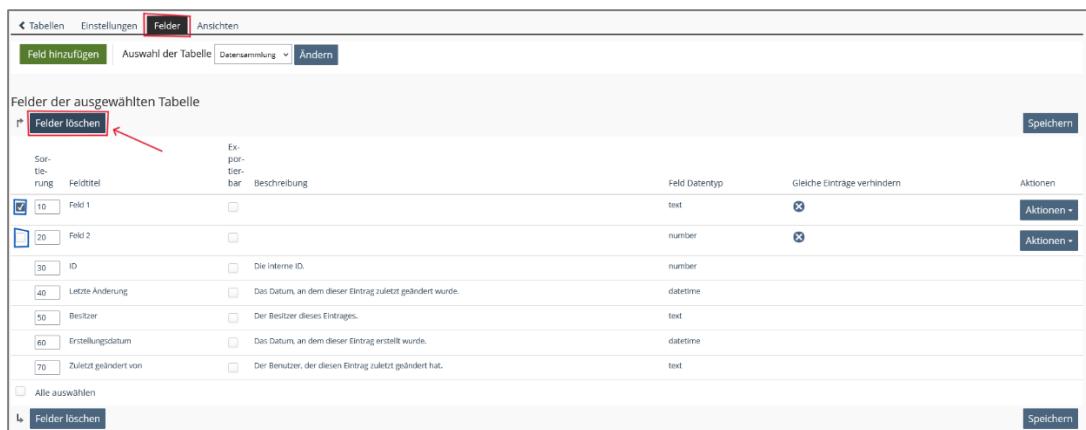 Tabellen Einstellungen Felder Ansichten
Feld hinzufügen Auswahl der Tabelle Datensammlung Ändern
Felder der ausgewählten Tabelle
Felder löschen Speichern
Sor-
tie-
rung Feldtitel Ex-
por-
tier-
bar Beschreibung Feld Datentyp Gleiche Einträge verhindern Aktionen
10 Feld 1 text Aktionen
20 Feld 2 number Aktionen
30 ID Die interne ID. number
40 Letzte Änderung Das Datum, an dem dieser Eintrag zuletzt geändert wurde. datetime
50 Besitzer Der Besitzer dieses Eintrages. text
60 Erstellungsdatum Das Datum, an dem dieser Eintrag erstellt wurde. datetime
70 Zuletzt geändert von Der Benutzer, der diesen Eintrag zuletzt geändert hat. text
Alle auswählen
Felder löschen Speichern